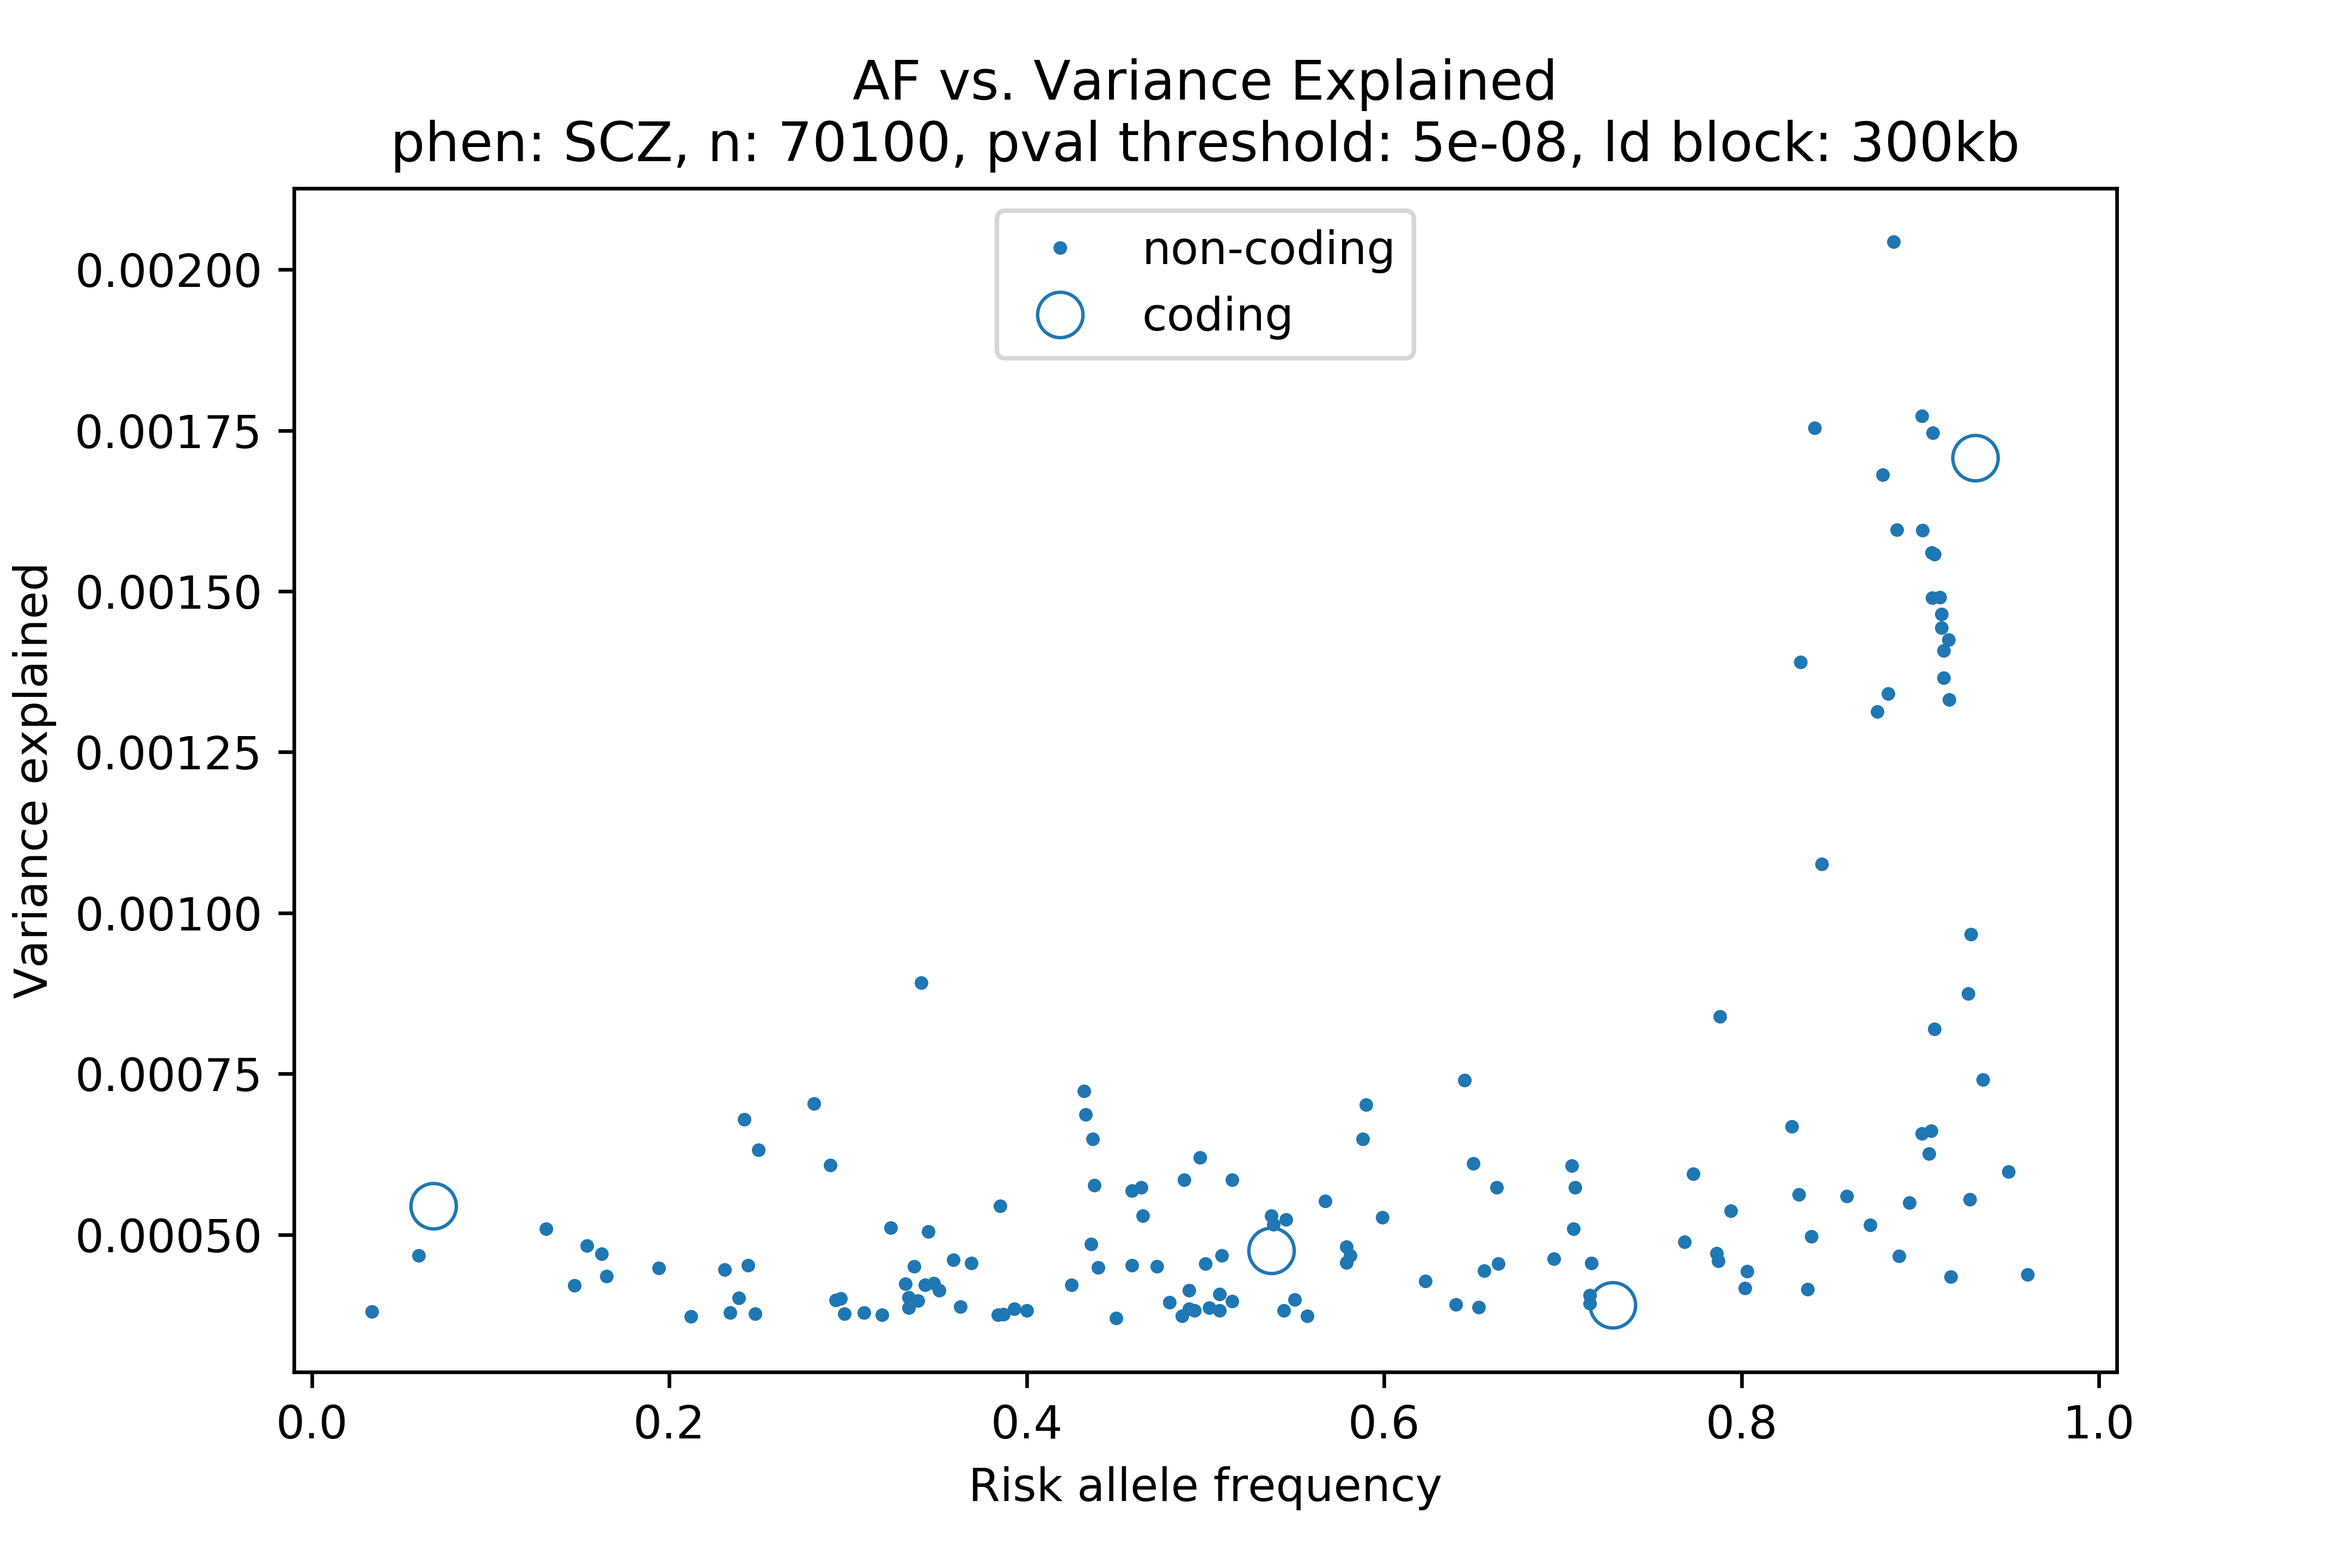 AF vs. Variance Explained
phen: SCZ, n: 70100, pval threshold: 5e-08, ld block: 300kb
non-coding
coding
0.00200
0.00175
0.00150
0.00125
0.00100
0.00075
0.00050
Variance explained
0.0 0.2 0.4 0.6 0.8 1.0
Risk allele frequency